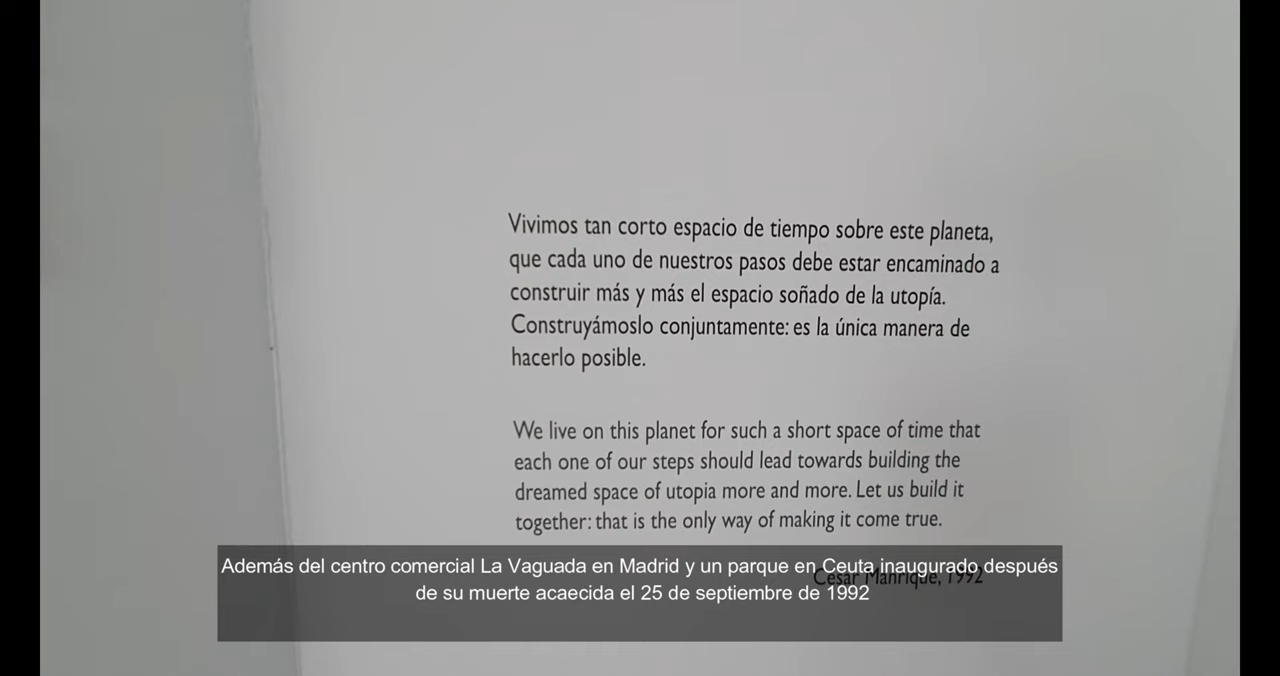 Vivimos tan corto espacio de tiempo sobre este planeta,
que cada uno de nuestros pasos debe estar encaminado a
construir más y más el espacio soñado de la utopía.
Construyámoslo conjuntamente: es la única manera de
hacerlo posible.
We live on this planet for such a short space of time that
each one of our steps should lead towards building the
dreamed space of utopia more and more. Let us build it
together: that is the only way of making it come true.
César Manrique, 1992
Además del centro comercial La Vaguada en Madrid y un parque en Ceuta inaugurado después
de su muerte acaecida el 25 de septiembre de 1992